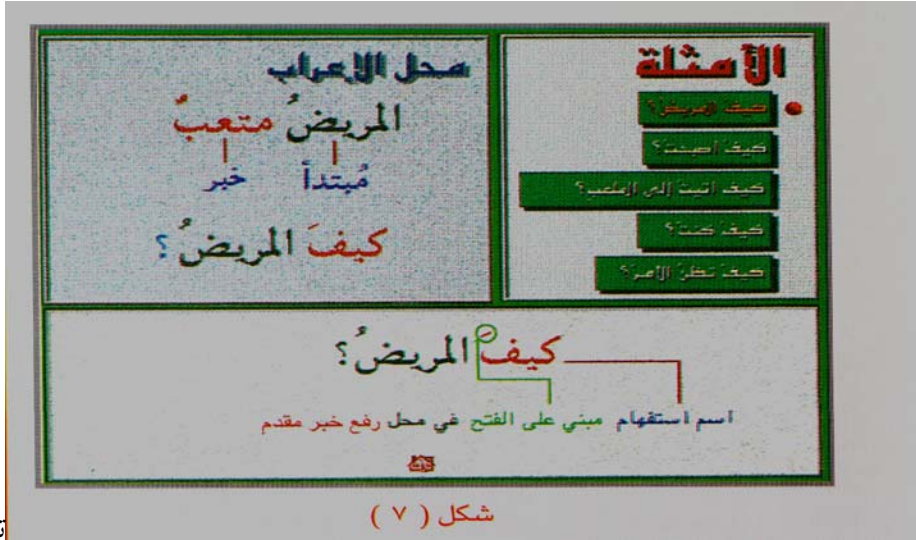 الأمثلة
كيف المريض؟
كيف أصبحت؟
كيف أتيت إلى الملعب؟
كيف كنت؟
كيف تظن الأمر؟
محل الإعراب
المريضُ متعبٌ
مُبتدأ خبر
كيفَ المريضُ؟
كيفَ المريضُ؟
اسم استفهام مبني على الفتح في محل رفع خبر مقدم
شكل ( ٧ )